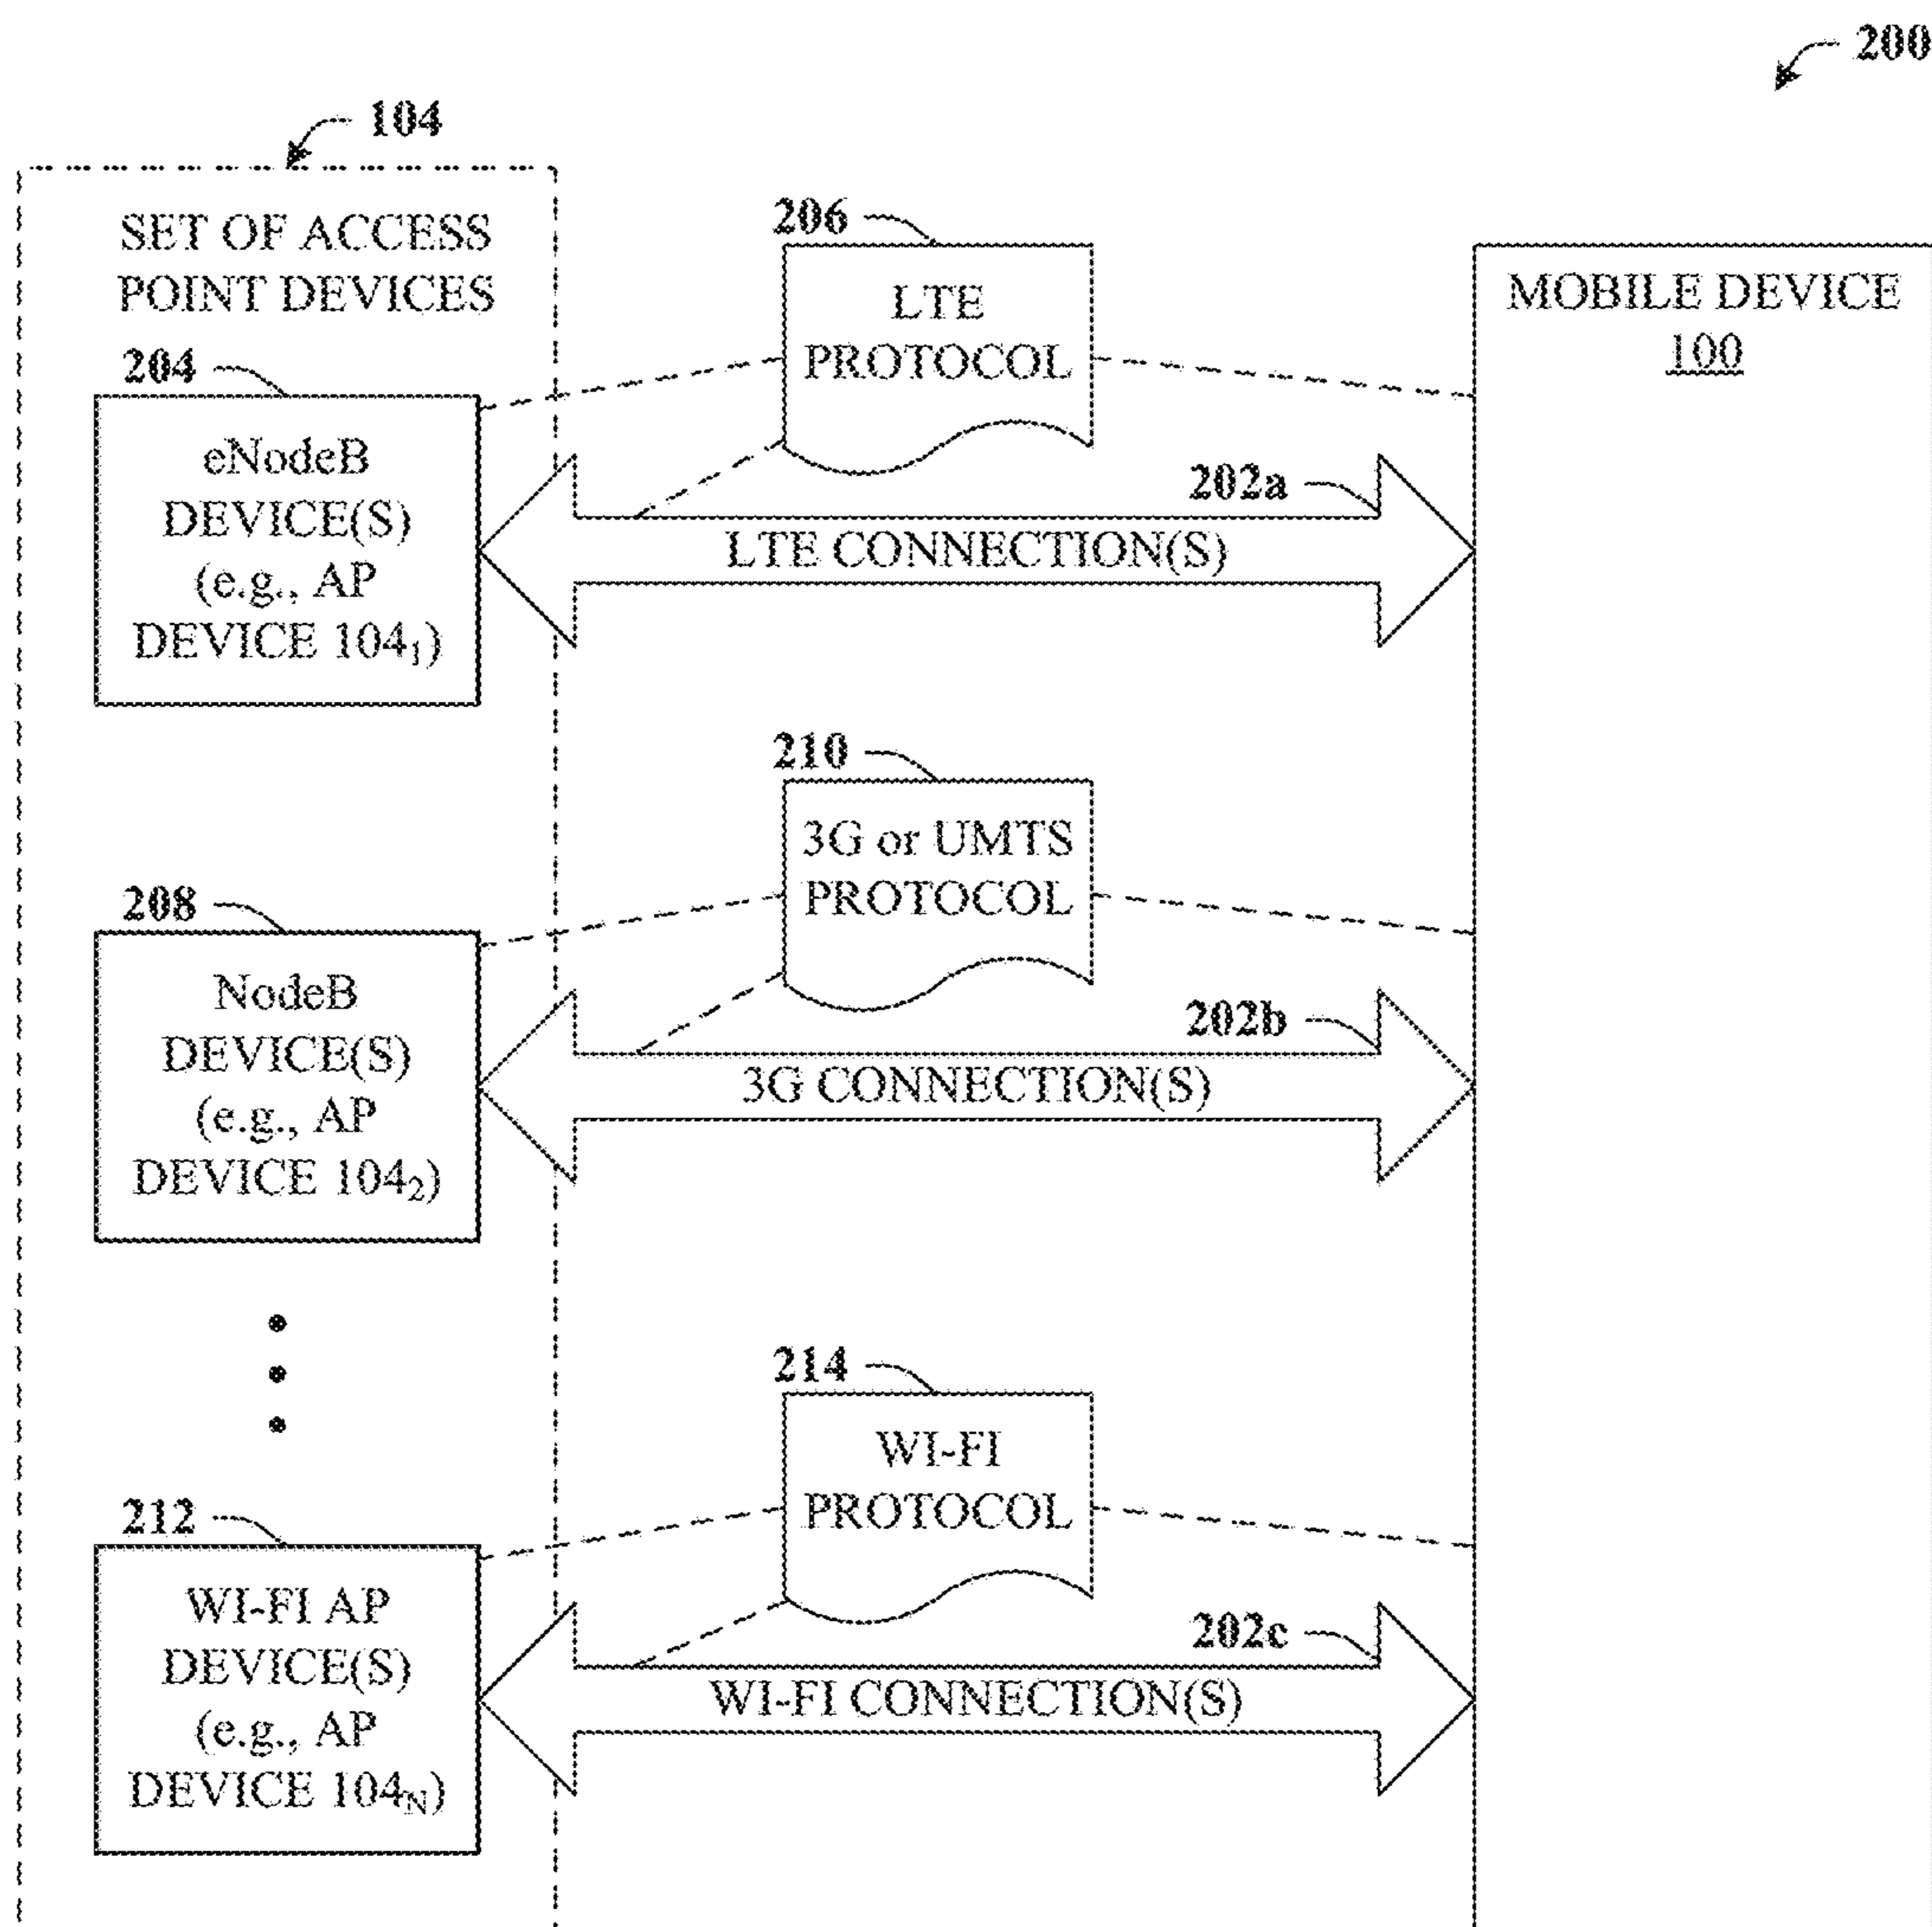 200
104
SET OF ACCESS
POINT DEVICES
206
LTE
PROTOCOL
MOBILE DEVICE
100
204
eNodeB
DEVICE(S)
(e.g., AP
DEVICE 104₁)
202a
LTE CONNECTION(S)
210
3G or UMTS
PROTOCOL
208
NodeB
DEVICE(S)
(e.g., AP
DEVICE 104₂)
202b
3G CONNECTION(S)
214
WI-FI
PROTOCOL
212
WI-FI AP
DEVICE(S)
(e.g., AP
DEVICE 104N)
202c
WI-FI CONNECTION(S)